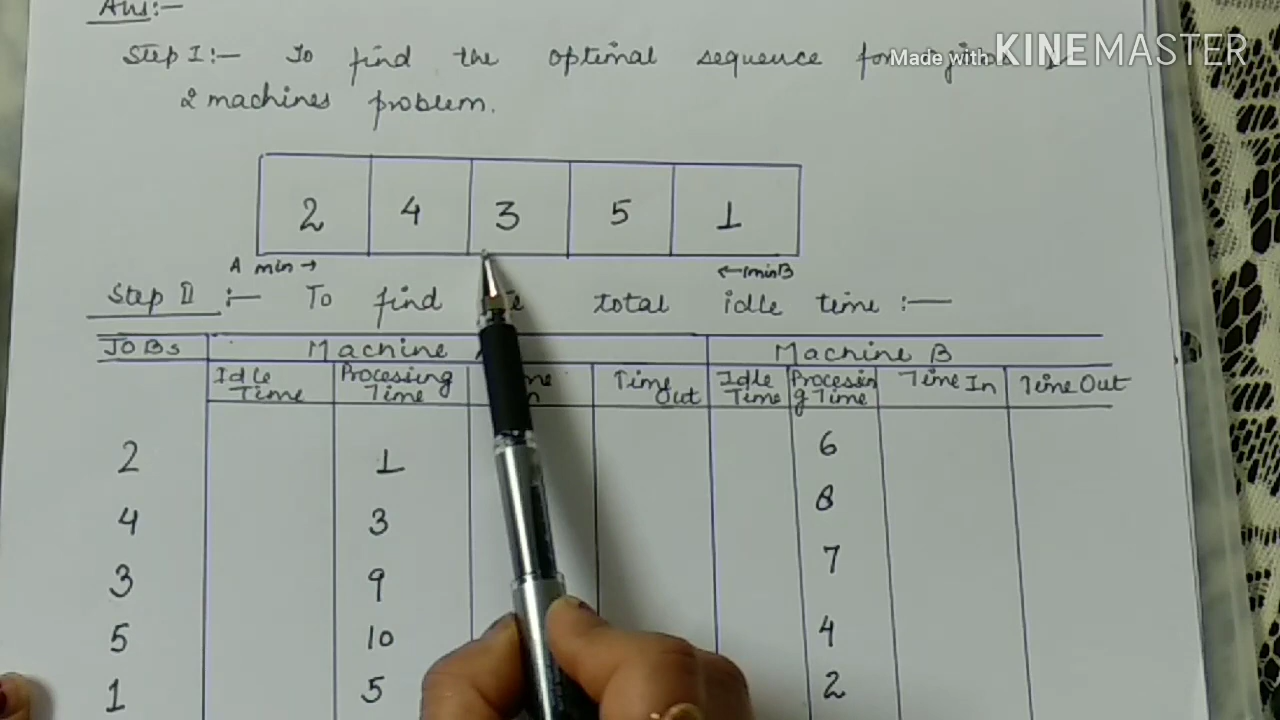 Ans:-
Step I:- To find the optimal sequence for
Made with KINEMASTER
2 machines problem.
2 4 3 5 1
A min → ← min B
Step II :- To find total idle time :-
JOBs Machine Machine B
Idle Time Processing Time Time Out Idle Time Processing Time Time In Time Out
2 1 6
4 3 8
3 9 7
5 10 4
1 5 2